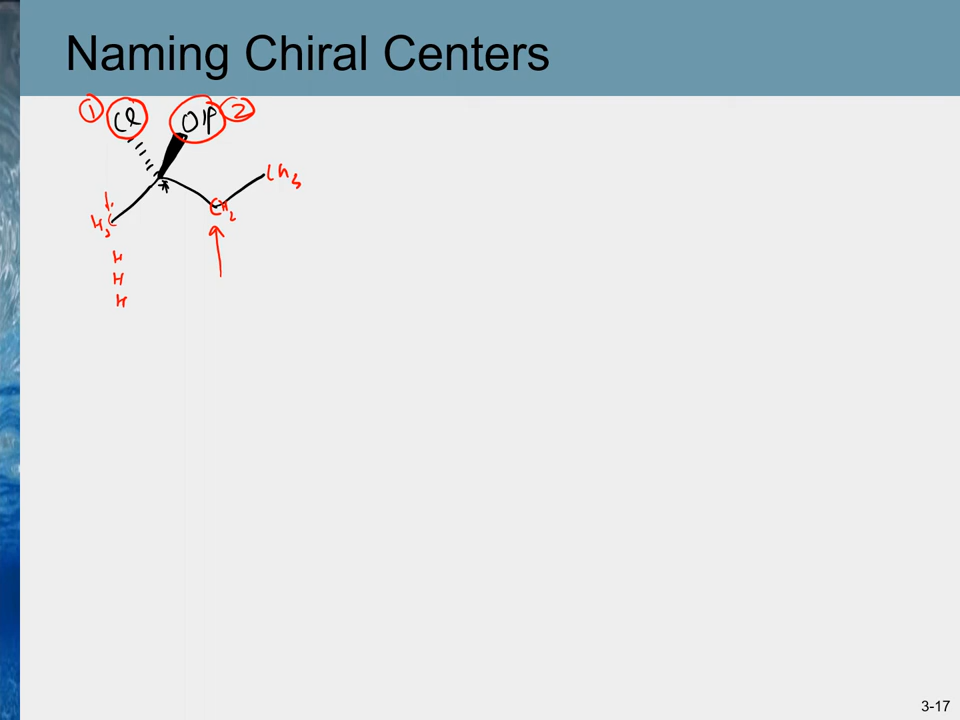 Naming Chiral Centers
① Cl OH ②
*
CH₃
H₃C
CH₂
H
H
H
3-17